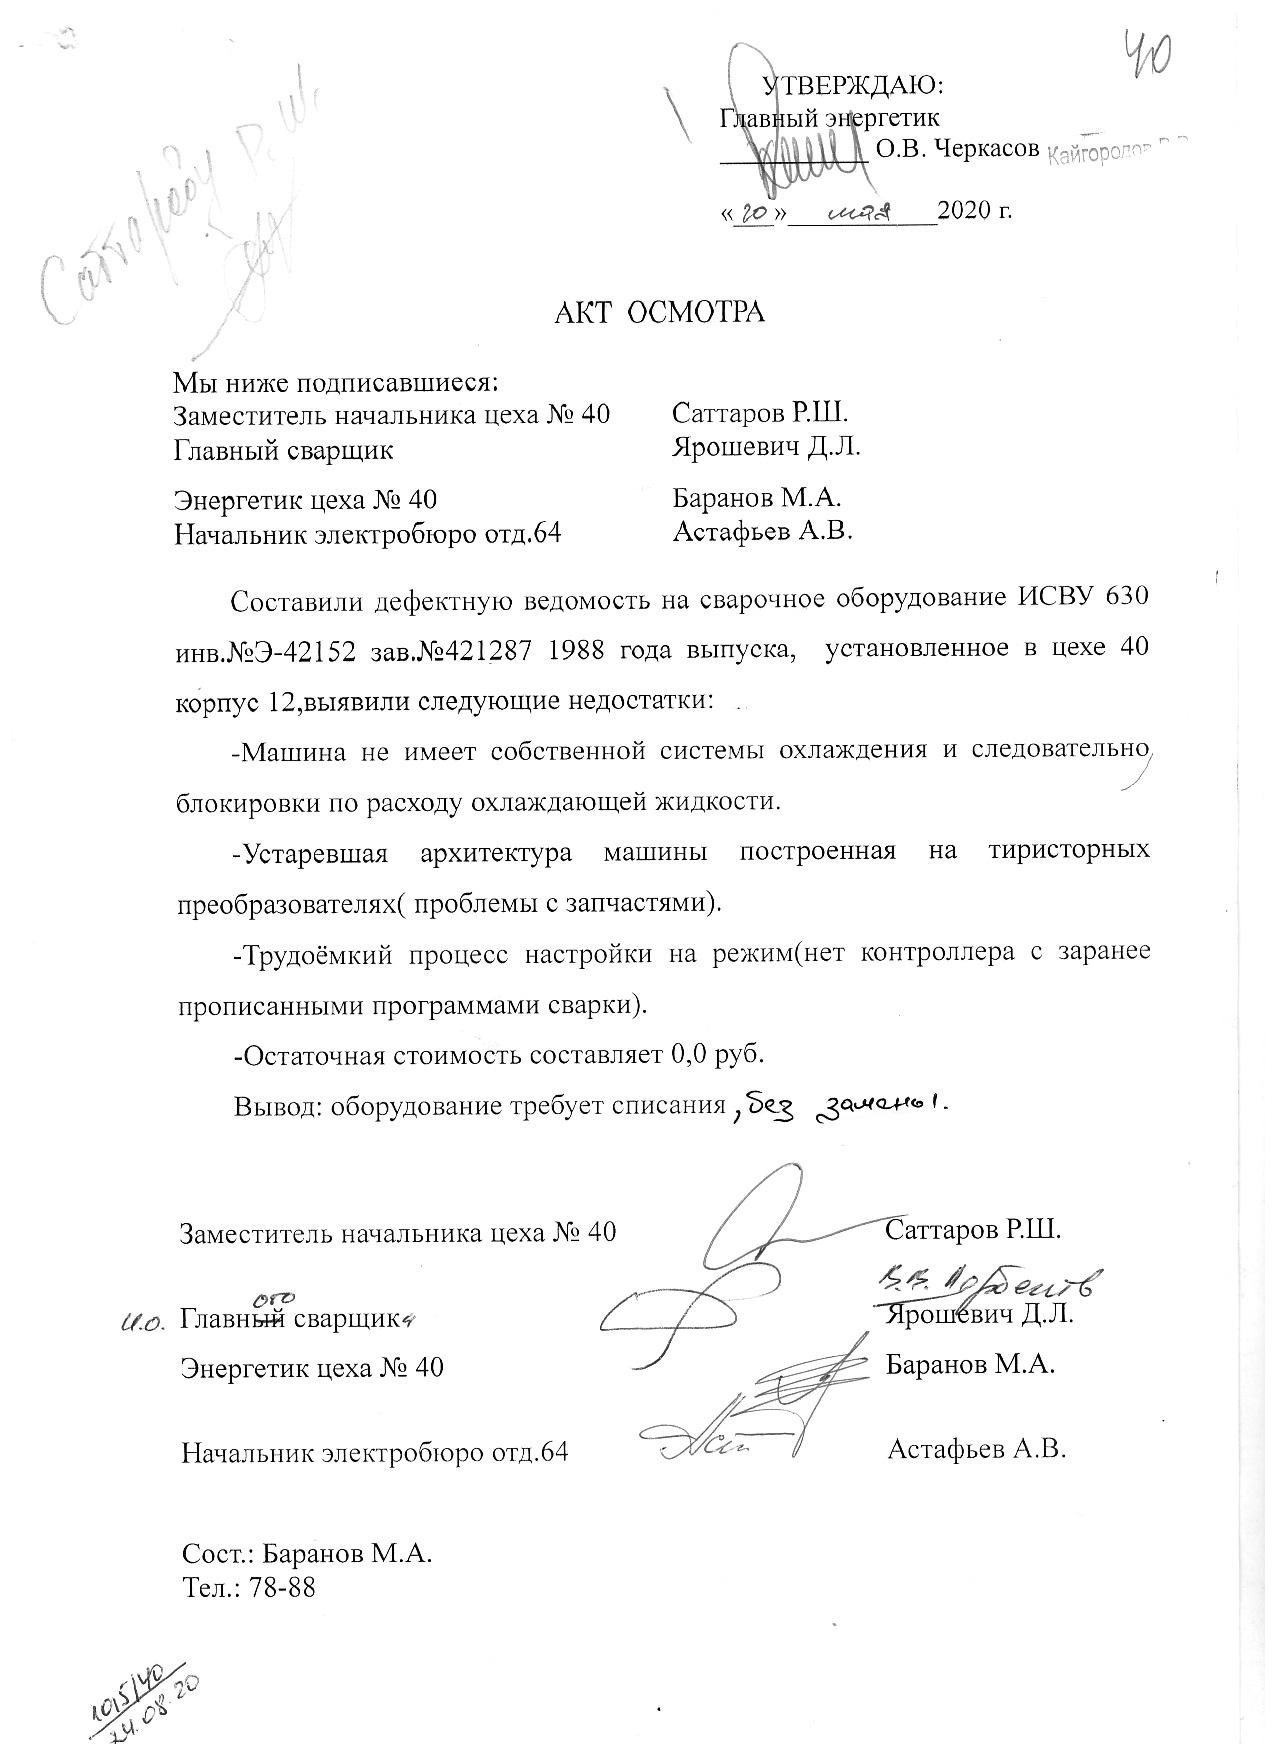 40
УТВЕРЖДАЮ:
Главный энергетик
О.В. Черкасов
«20» мая 2020 г.
Саттарову Р.Ш.
АКТ ОСМОТРА
Мы ниже подписавшиеся:
Заместитель начальника цеха № 40 Саттаров Р.Ш.
Главный сварщик Ярошевич Д.Л.
Энергетик цеха № 40 Баранов М.А.
Начальник электробюро отд.64 Астафьев А.В.
Составили дефектную ведомость на сварочное оборудование ИСВУ 630
инв.№Э-42152 зав.№421287 1988 года выпуска, установленное в цехе 40
корпус 12,выявили следующие недостатки:
-Машина не имеет собственной системы охлаждения и следовательно
блокировки по расходу охлаждающей жидкости.
-Устаревшая архитектура машины построенная на тиристорных
преобразователях( проблемы с запчастями).
-Трудоёмкий процесс настройки на режим(нет контроллера с заранее
прописанными программами сварки).
-Остаточная стоимость составляет 0,0 руб.
Вывод: оборудование требует списания , без замены.
Заместитель начальника цеха № 40 Саттаров Р.Ш.
ого
И.о. Главный сварщика Ярошевич Д.Л.
Энергетик цеха № 40 Баранов М.А.
Начальник электробюро отд.64 Астафьев А.В.
Сост.: Баранов М.А.
Тел.: 78-88
1015/40
24.08.20